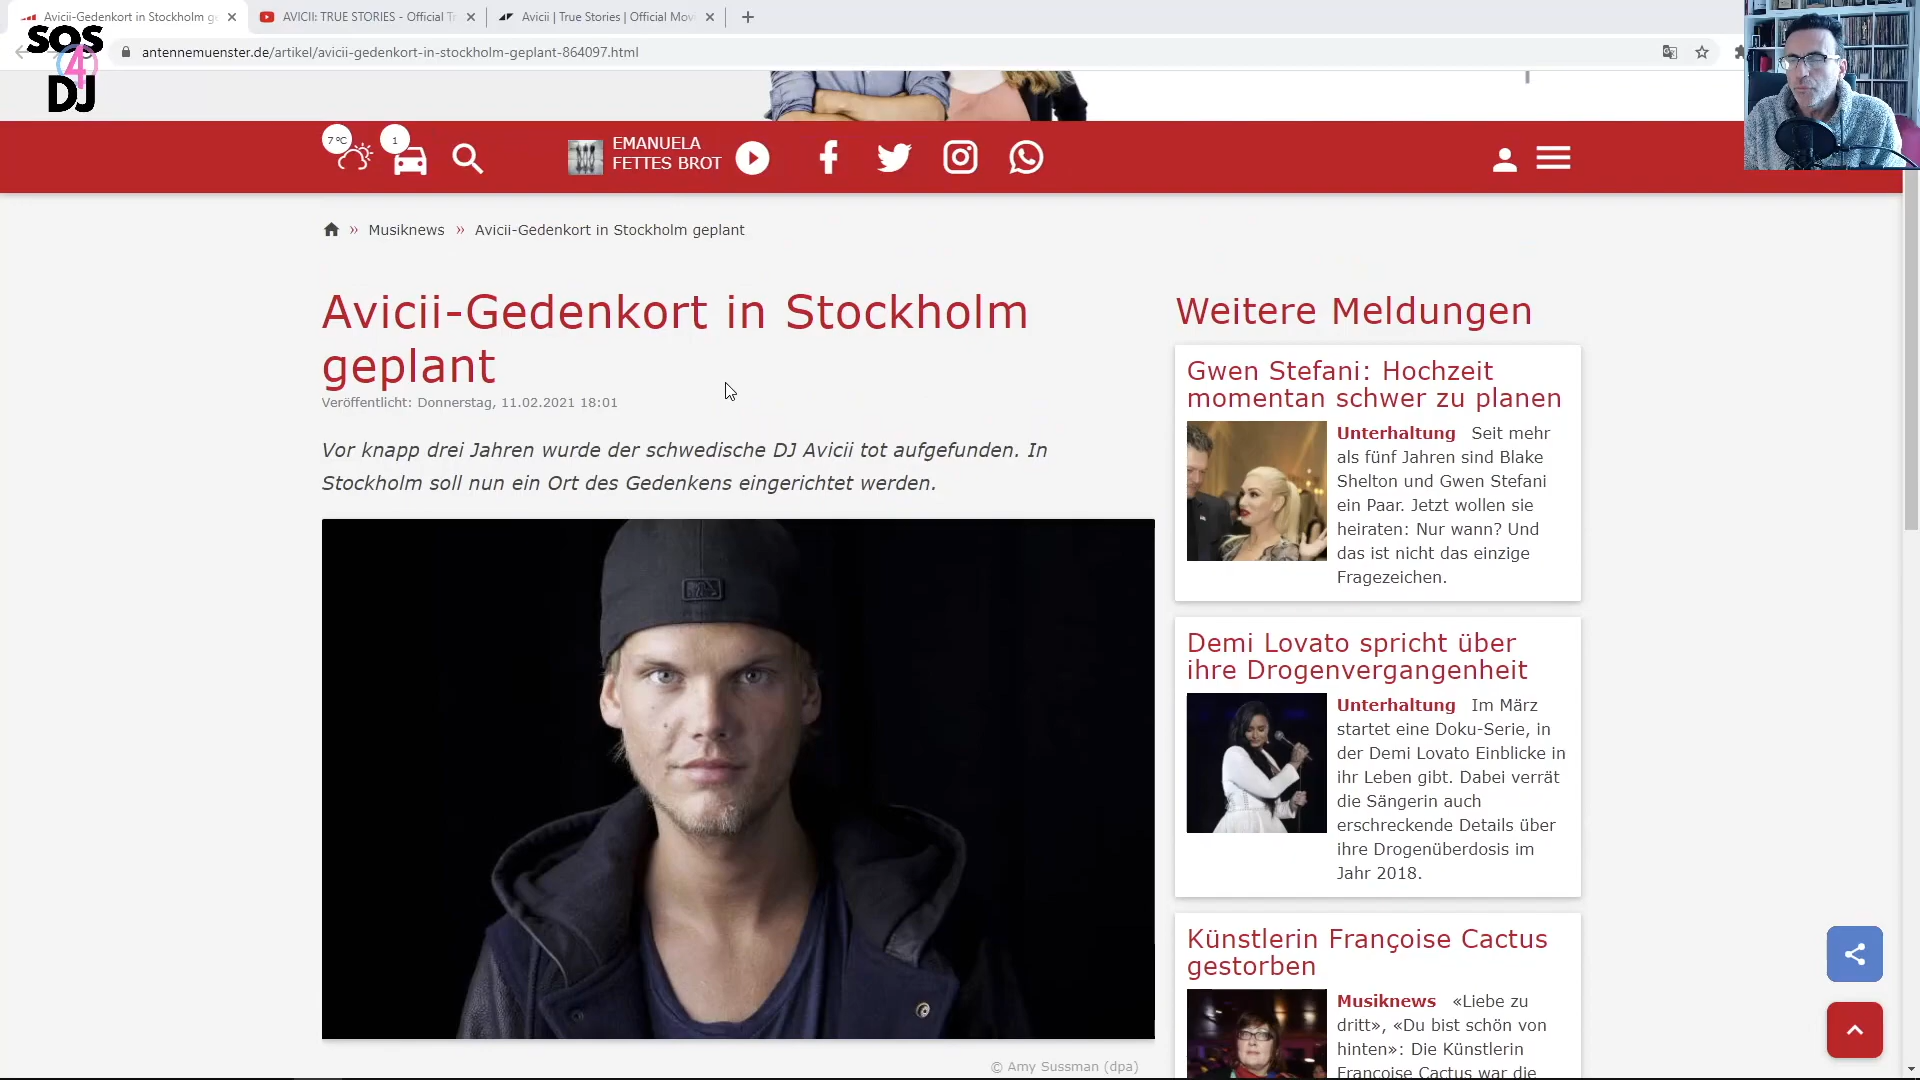 Avicii-Gedenkort in Stockholm ge
AVICII: TRUE STORIES - Official Tr
Avicii | True Stories | Official Mov
SOS
4
DJ
antennemuenster.de/artikel/avicii-gedenkort-in-stockholm-geplant-864097.html
7 ºC
1
EMANUELA
FETTES BROT
Musiknews » Avicii-Gedenkort in Stockholm geplant
Avicii-Gedenkort in Stockholm
geplant
Veröffentlicht: Donnerstag, 11.02.2021 18:01
Vor knapp drei Jahren wurde der schwedische DJ Avicii tot aufgefunden. In
Stockholm soll nun ein Ort des Gedenkens eingerichtet werden.
© Amy Sussman (dpa)
Weitere Meldungen
Gwen Stefani: Hochzeit
momentan schwer zu planen
Unterhaltung Seit mehr
als fünf Jahren sind Blake
Shelton und Gwen Stefani
ein Paar. Jetzt wollen sie
heiraten: Nur wann? Und
das ist nicht das einzige
Fragezeichen.
Demi Lovato spricht über
ihre Drogenvergangenheit
Unterhaltung Im März
startet eine Doku-Serie, in
der Demi Lovato Einblicke in
ihr Leben gibt. Dabei verrät
die Sängerin auch
erschreckende Details über
ihre Drogenüberdosis im
Jahr 2018.
Künstlerin Françoise Cactus
gestorben
Musiknews «Liebe zu
dritt», «Du bist schön von
hinten»: Die Künstlerin
Françoise Cactus war die